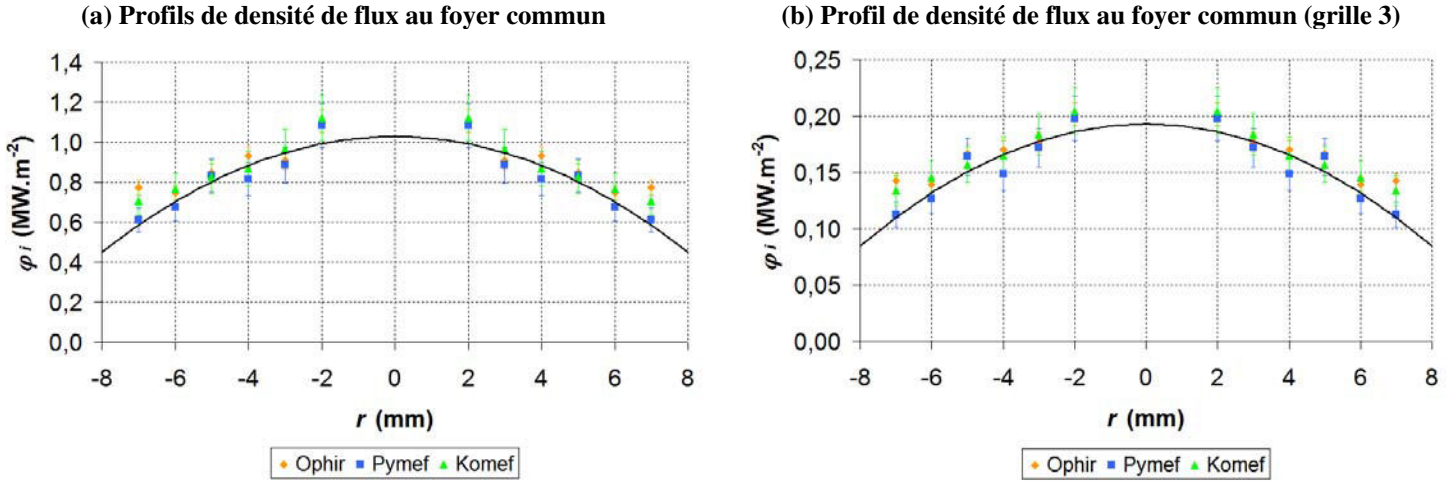 (a) Profils de densité de flux au foyer commun
1,4
1,2
1,0
0,8
0,6
0,4
0,2
0,0
φ i (MW.m-2)
-8 -6 -4 -2 0 2 4 6 8
r (mm)
Ophir Pymef Komef
(b) Profil de densité de flux au foyer commun (grille 3)
0,25
0,20
0,15
0,10
0,05
0,00
φ i (MW.m-2)
-8 -6 -4 -2 0 2 4 6 8
r (mm)
Ophir Pymef Komef